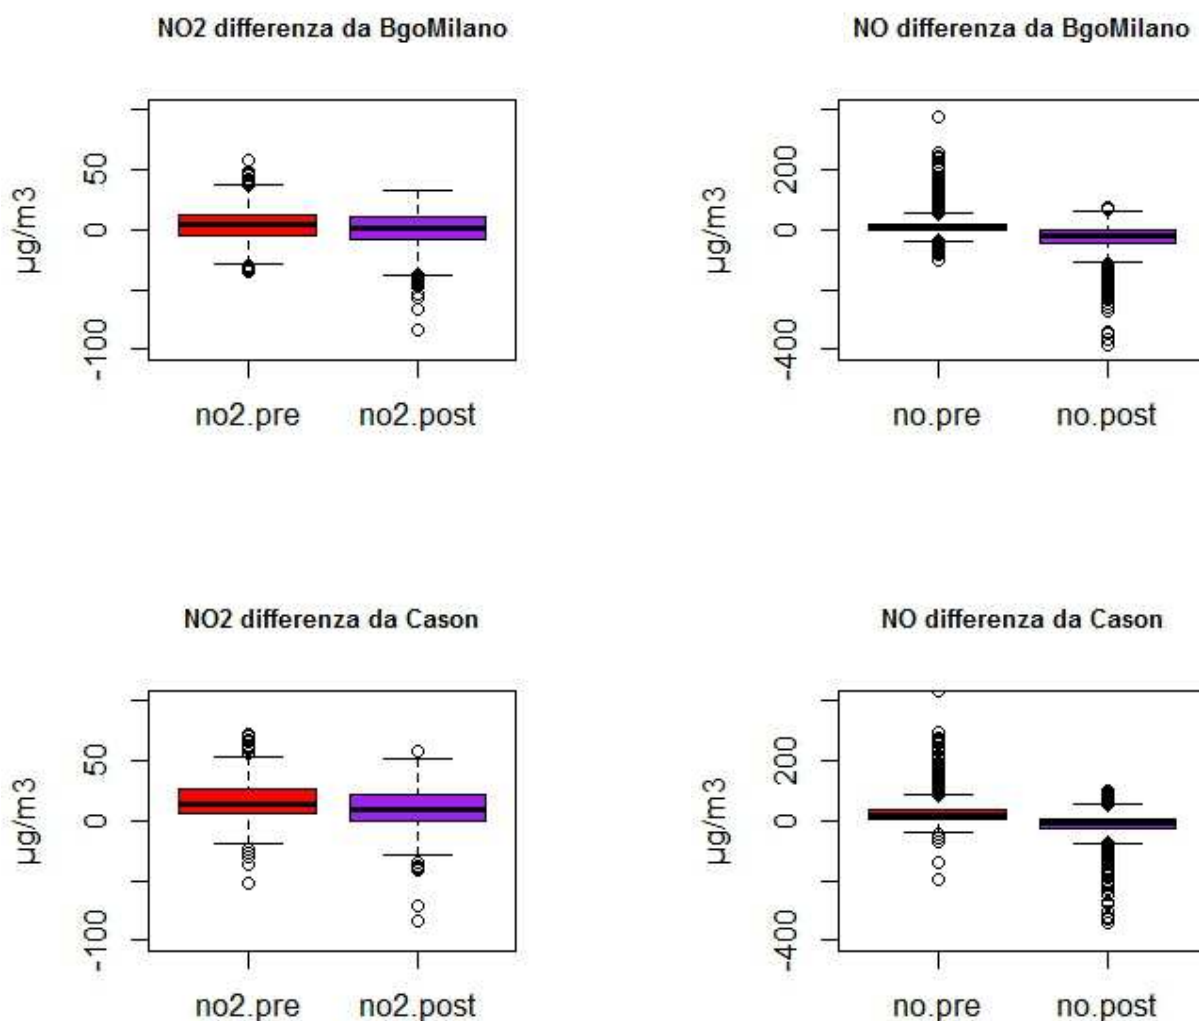 NO2 differenza da BgoMilano
µg/m3
50
0
-100
no2.pre no2.post
NO differenza da BgoMilano
µg/m3
200
0
-400
no.pre no.post
NO2 differenza da Cason
µg/m3
50
0
-100
no2.pre no2.post
NO differenza da Cason
µg/m3
200
0
-400
no.pre no.post